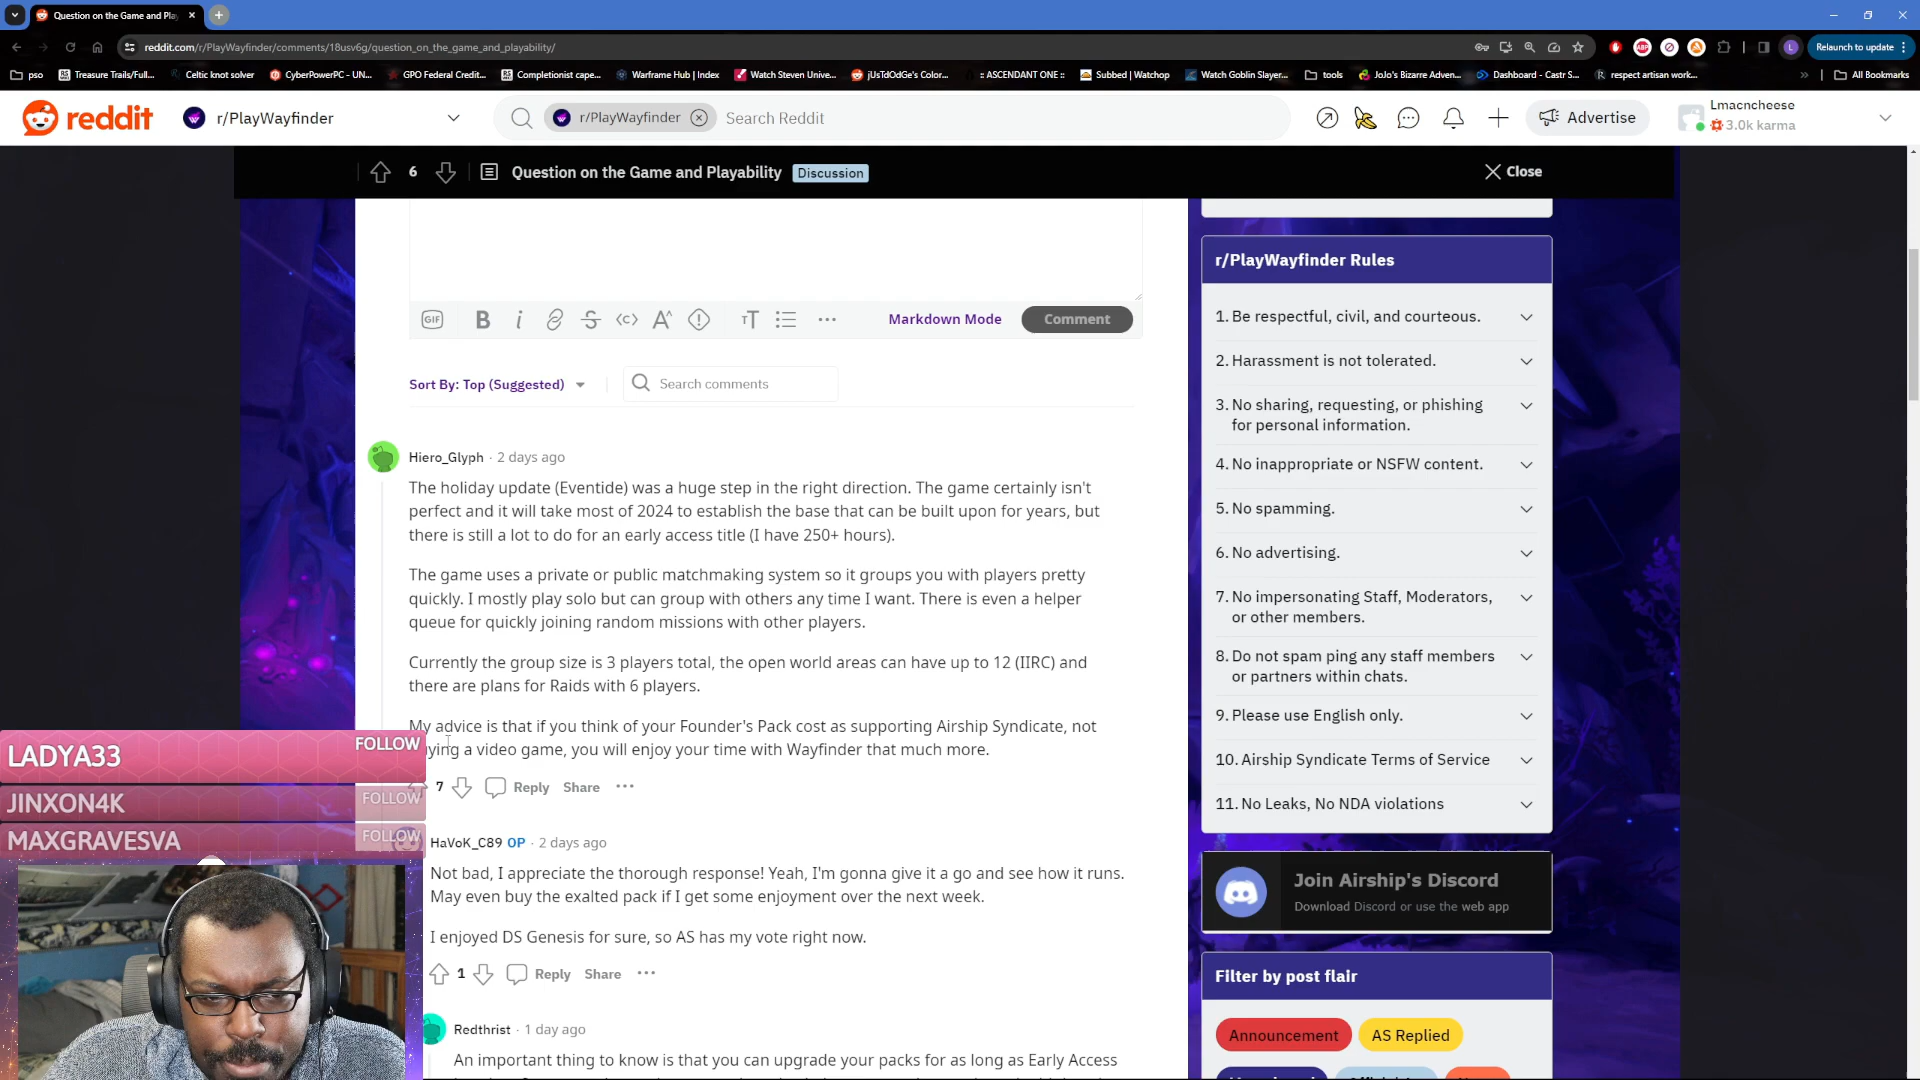 Question on the Game and Pla
reddit.com/r/PlayWayfinder/comments/18usv6g/question_on_the_game_and_playability/
Relaunch to update
pso
Treasure Trails/Full...
Celtic knot solver
CyberPowerPC - UN...
GPO Federal Credit...
Completionist cape...
Warframe Hub | Index
Watch Steven Unive...
jUsTdOdGe's Color...
:: ASCENDANT ONE ::
Subbed | Watchop
Watch Goblin Slayer...
tools
JoJo's Bizarre Adven...
Dashboard - Castr S...
respect artisan work...
All Bookmarks
reddit
r/PlayWayfinder
r/PlayWayfinder
Search Reddit
Advertise
Lmacncheese
3.0k karma
6
Question on the Game and Playability
Discussion
Close
GIF
Markdown Mode
Comment
Sort By: Top (Suggested)
Search comments
Hiero_Glyph · 2 days ago
The holiday update (Eventide) was a huge step in the right direction. The game certainly isn't
perfect and it will take most of 2024 to establish the base that can be built upon for years, but
there is still a lot to do for an early access title (I have 250+ hours).
The game uses a private or public matchmaking system so it groups you with players pretty
quickly. I mostly play solo but can group with others any time I want. There is even a helper
queue for quickly joining random missions with other players.
Currently the group size is 3 players total, the open world areas can have up to 12 (IIRC) and
there are plans for Raids with 6 players.
My advice is that if you think of your Founder's Pack cost as supporting Airship Syndicate, not
ying a video game, you will enjoy your time with Wayfinder that much more.
7
Reply
Share
HaVoK_C89 OP · 2 days ago
Not bad, I appreciate the thorough response! Yeah, I'm gonna give it a go and see how it runs.
May even buy the exalted pack if I get some enjoyment over the next week.
I enjoyed DS Genesis for sure, so AS has my vote right now.
1
Reply
Share
Redthrist · 1 day ago
An important thing to know is that you can upgrade your packs for as long as Early Access
r/PlayWayfinder Rules
1. Be respectful, civil, and courteous.
2. Harassment is not tolerated.
3. No sharing, requesting, or phishing
for personal information.
4. No inappropriate or NSFW content.
5. No spamming.
6. No advertising.
7. No impersonating Staff, Moderators,
or other members.
8. Do not spam ping any staff members
or partners within chats.
9. Please use English only.
10. Airship Syndicate Terms of Service
11. No Leaks, No NDA violations
Join Airship's Discord
Download Discord or use the web app
Filter by post flair
Announcement
AS Replied
LADYA33
FOLLOW
JINXON4K
FOLLOW
MAXGRAVESVA
FOLLOW